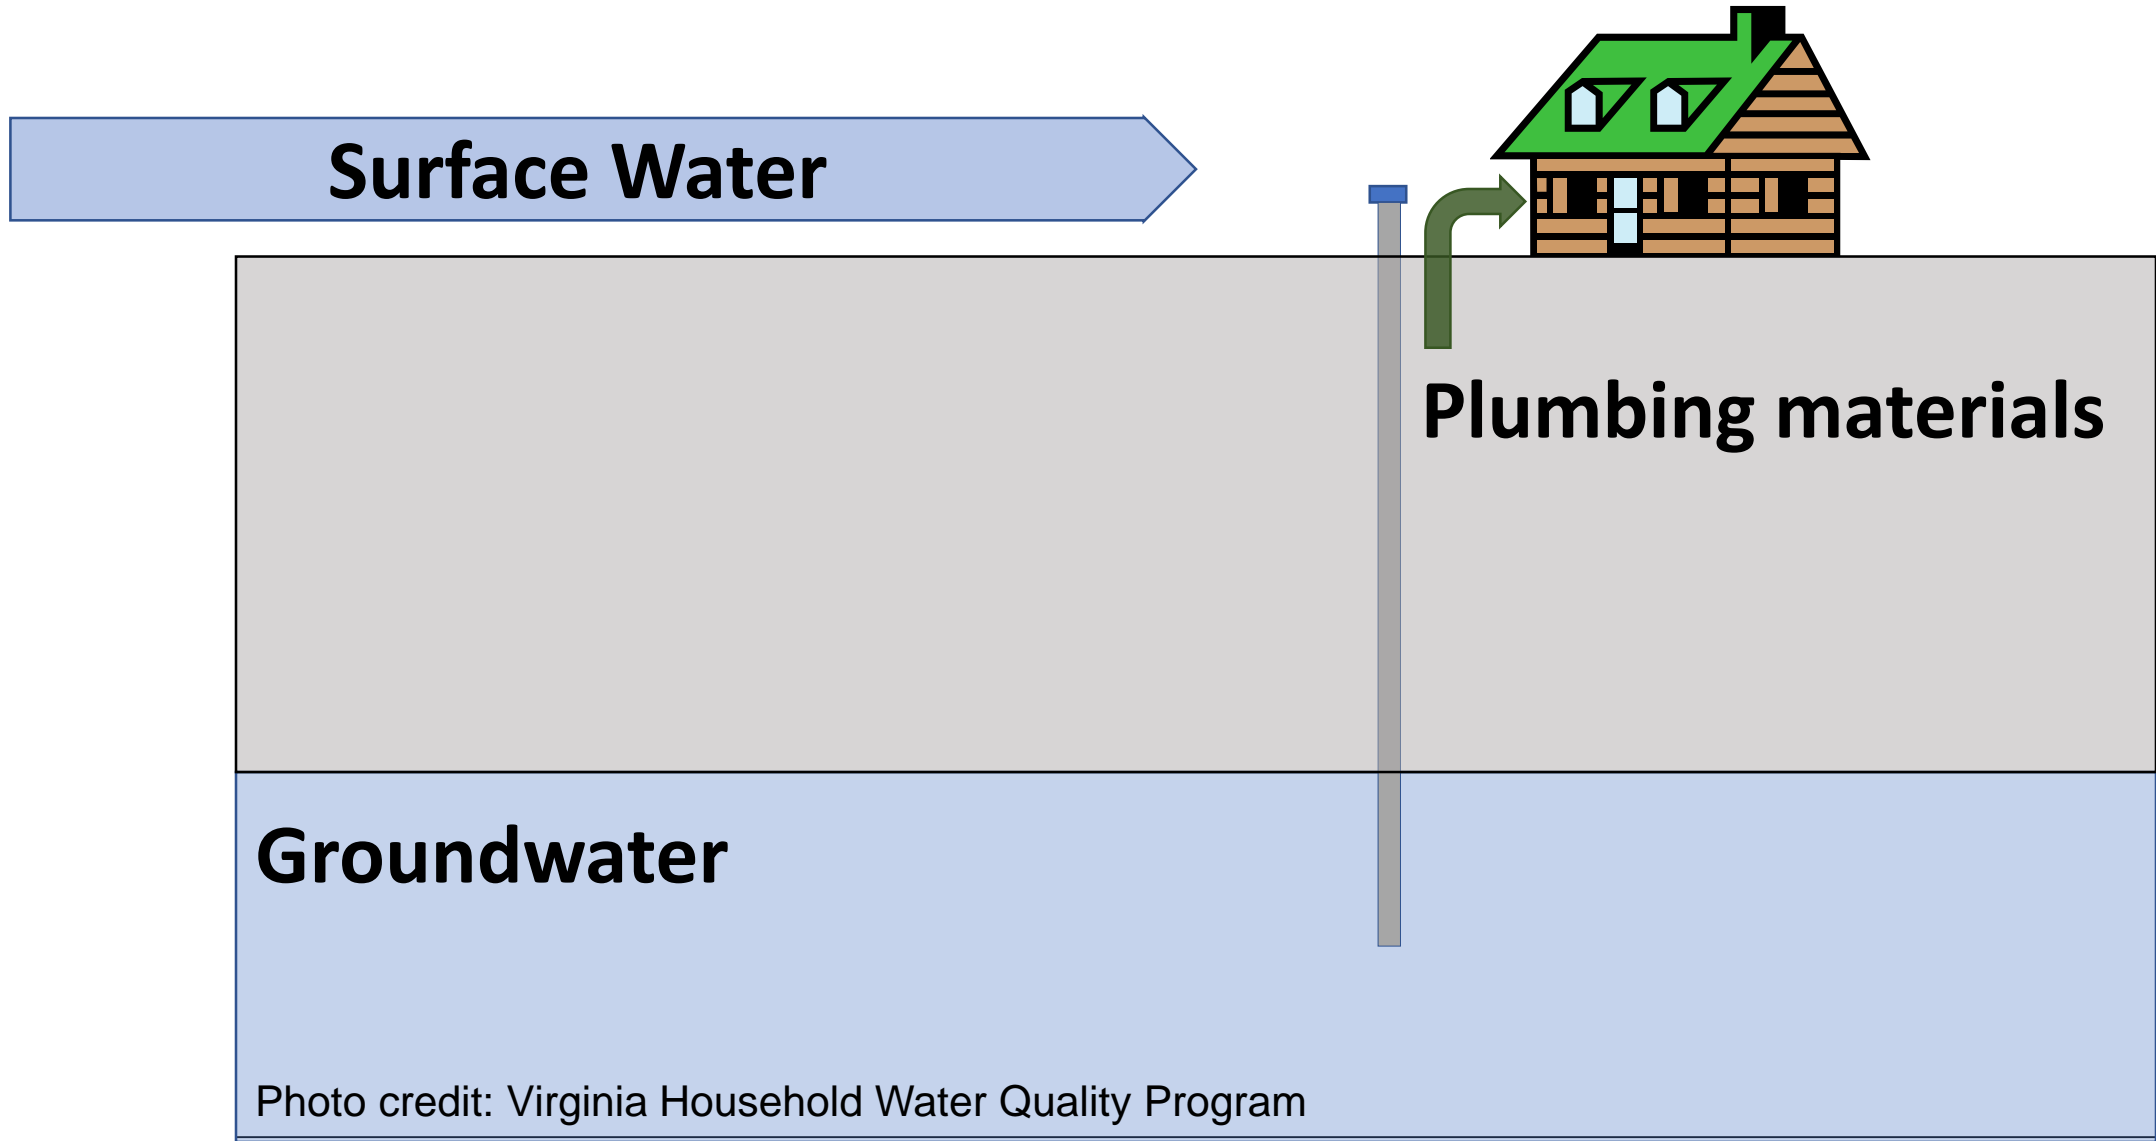 Surface Water
Plumbing materials
Groundwater
Photo credit: Virginia Household Water Quality Program